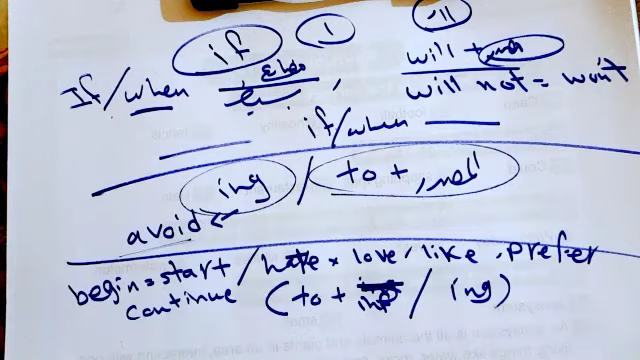 if ①
If/when مضارع بسيط , will + مصدر
will not = won't
if/when
ing / to + المصدر
avoid
begin = start / hate × love, like, prefer
continue (to + inf / ing)